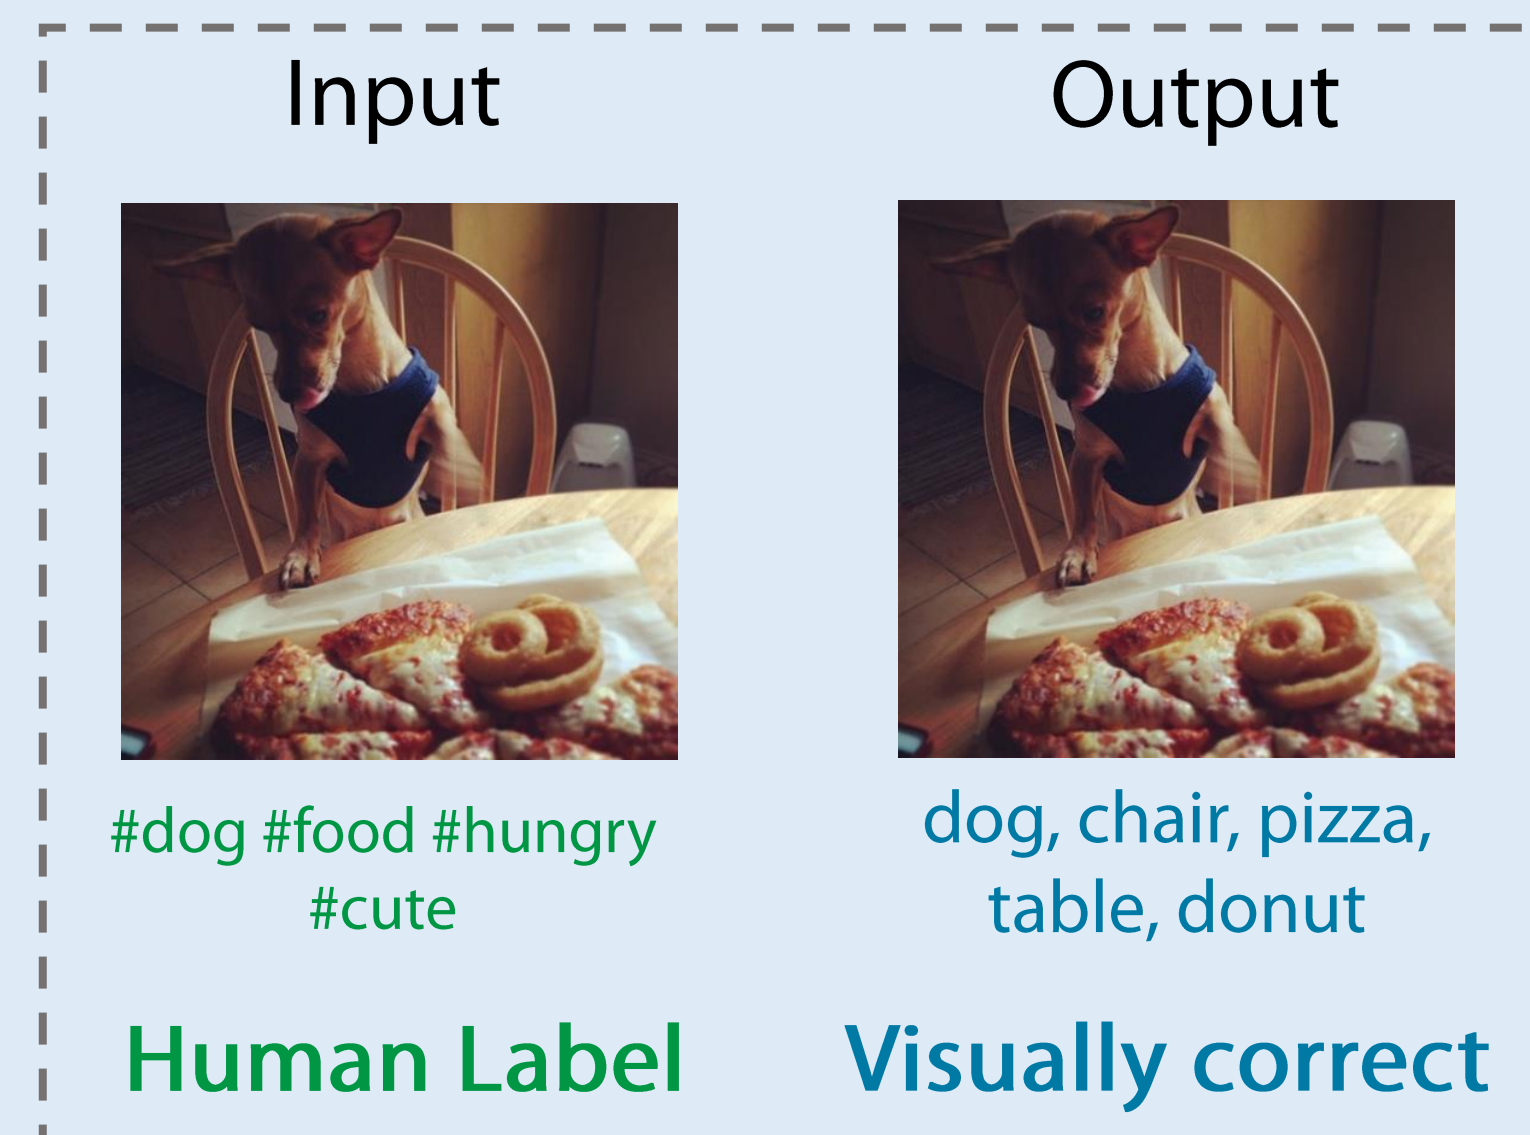 Input
Output
#dog #food #hungry
#cute
dog, chair, pizza,
table, donut
Human Label
Visually correct